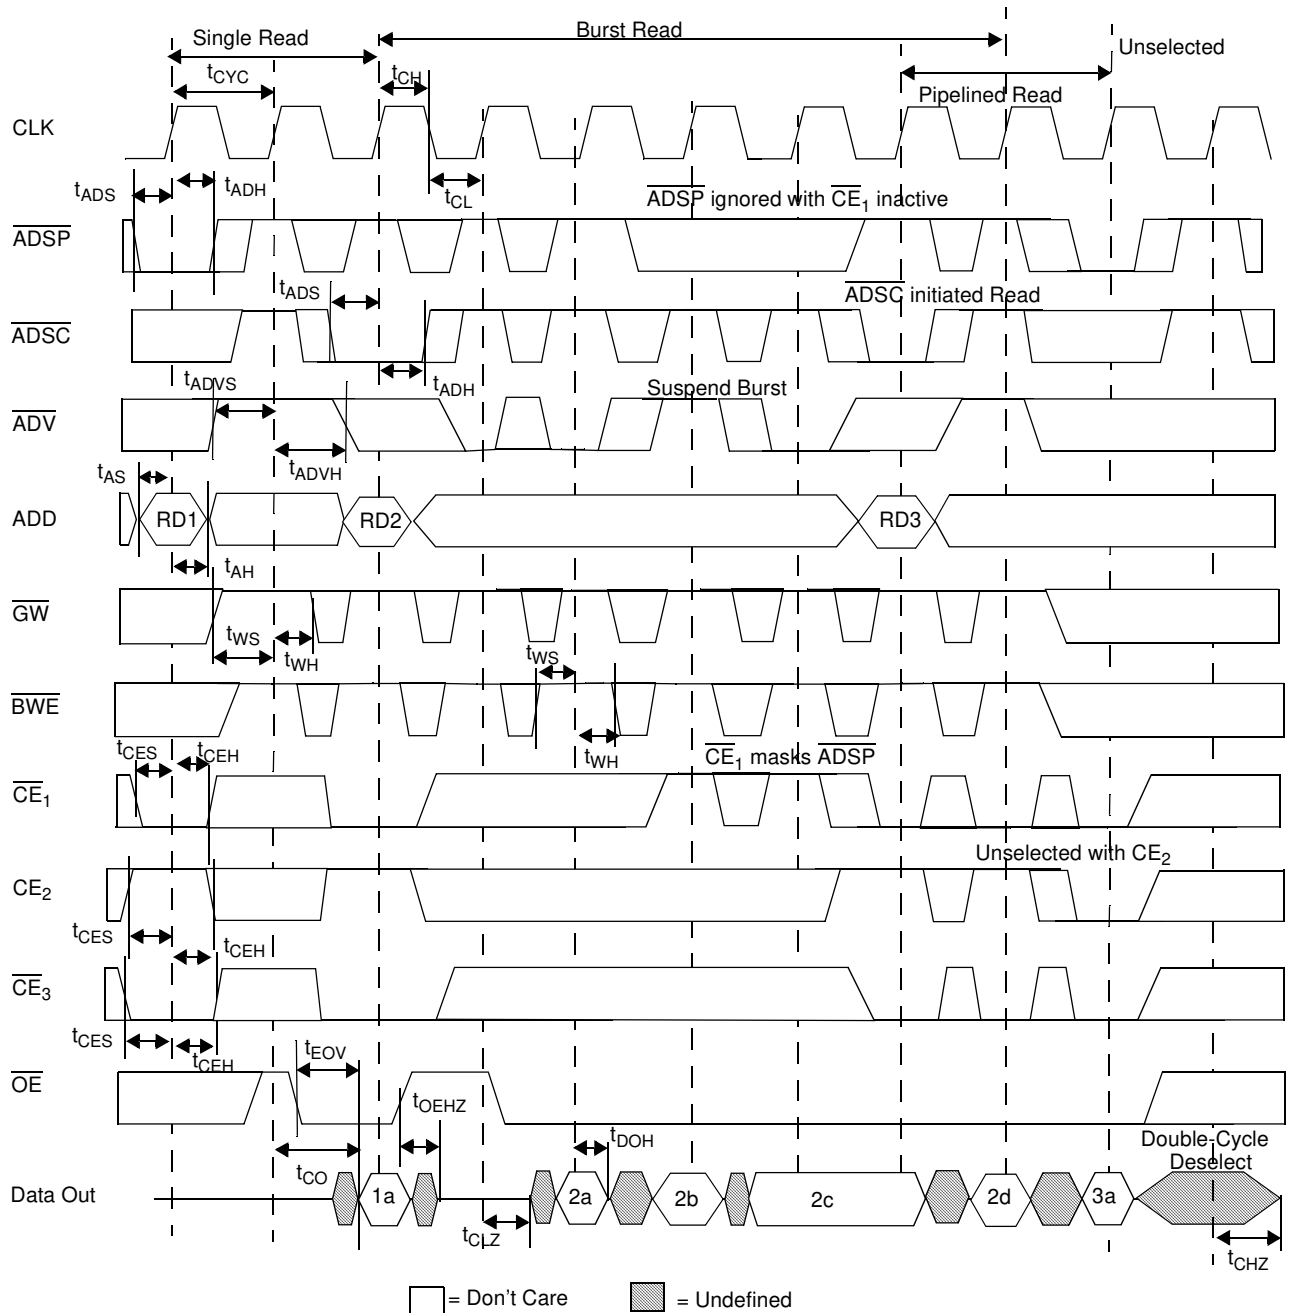 Single Read
Burst Read
Unselected
tCYC
tCH
Pipelined Read
CLK
tADS
tADH
tCL
ADSP ignored with CE1 inactive
ADSP
tADS
ADSC initiated Read
ADSC
tADVS
tADH
Suspend Burst
ADV
tAS
tADVH
ADD
RD1
RD2
RD3
tAH
GW
tWS
tWH
tWS
BWE
tCES
tCEH
tWH
CE1 masks ADSP
CE1
Unselected with CE2
CE2
tCES
tCEH
CE3
tCES
tCEH
tEOV
OE
tOEHZ
tDOH
Double-Cycle
Deselect
tCO
Data Out
1a
2a
2b
2c
2d
3a
tCLZ
tCHZ
= Don't Care
= Undefined